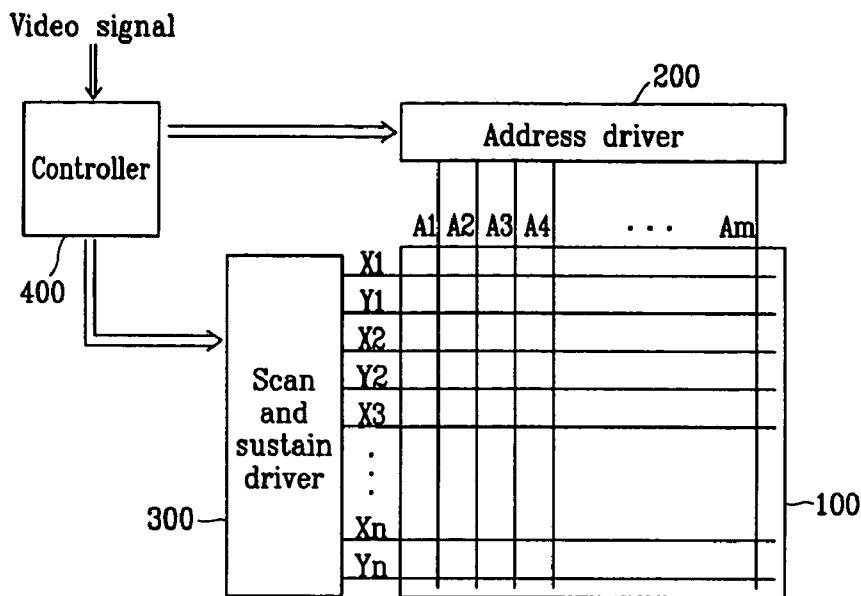 Video signal
200
Controller
Address driver
400
A1 A2 A3 A4 ... Am
X1
Y1
X2
Y2
X3
Scan
and
sustain
driver
300
100
Xn
Yn